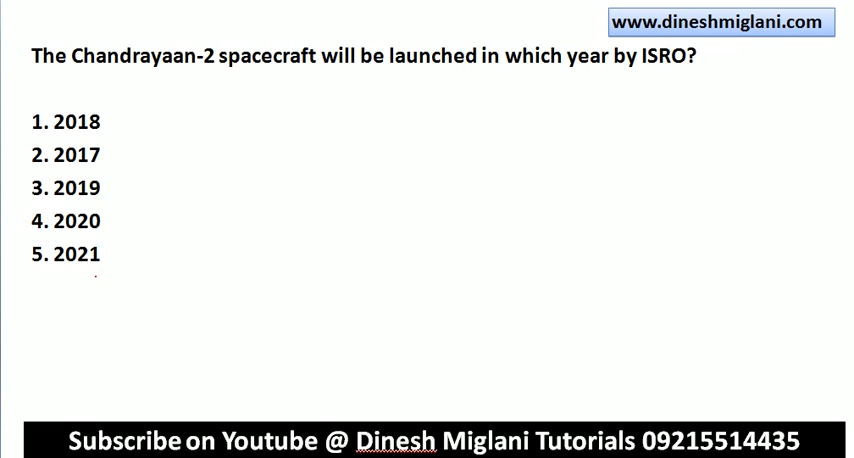 www.dineshmiglani.com
The Chandrayaan-2 spacecraft will be launched in which year by ISRO?
1. 2018
2. 2017
3. 2019
4. 2020
5. 2021
Subscribe on Youtube @ Dinesh Miglani Tutorials 09215514435